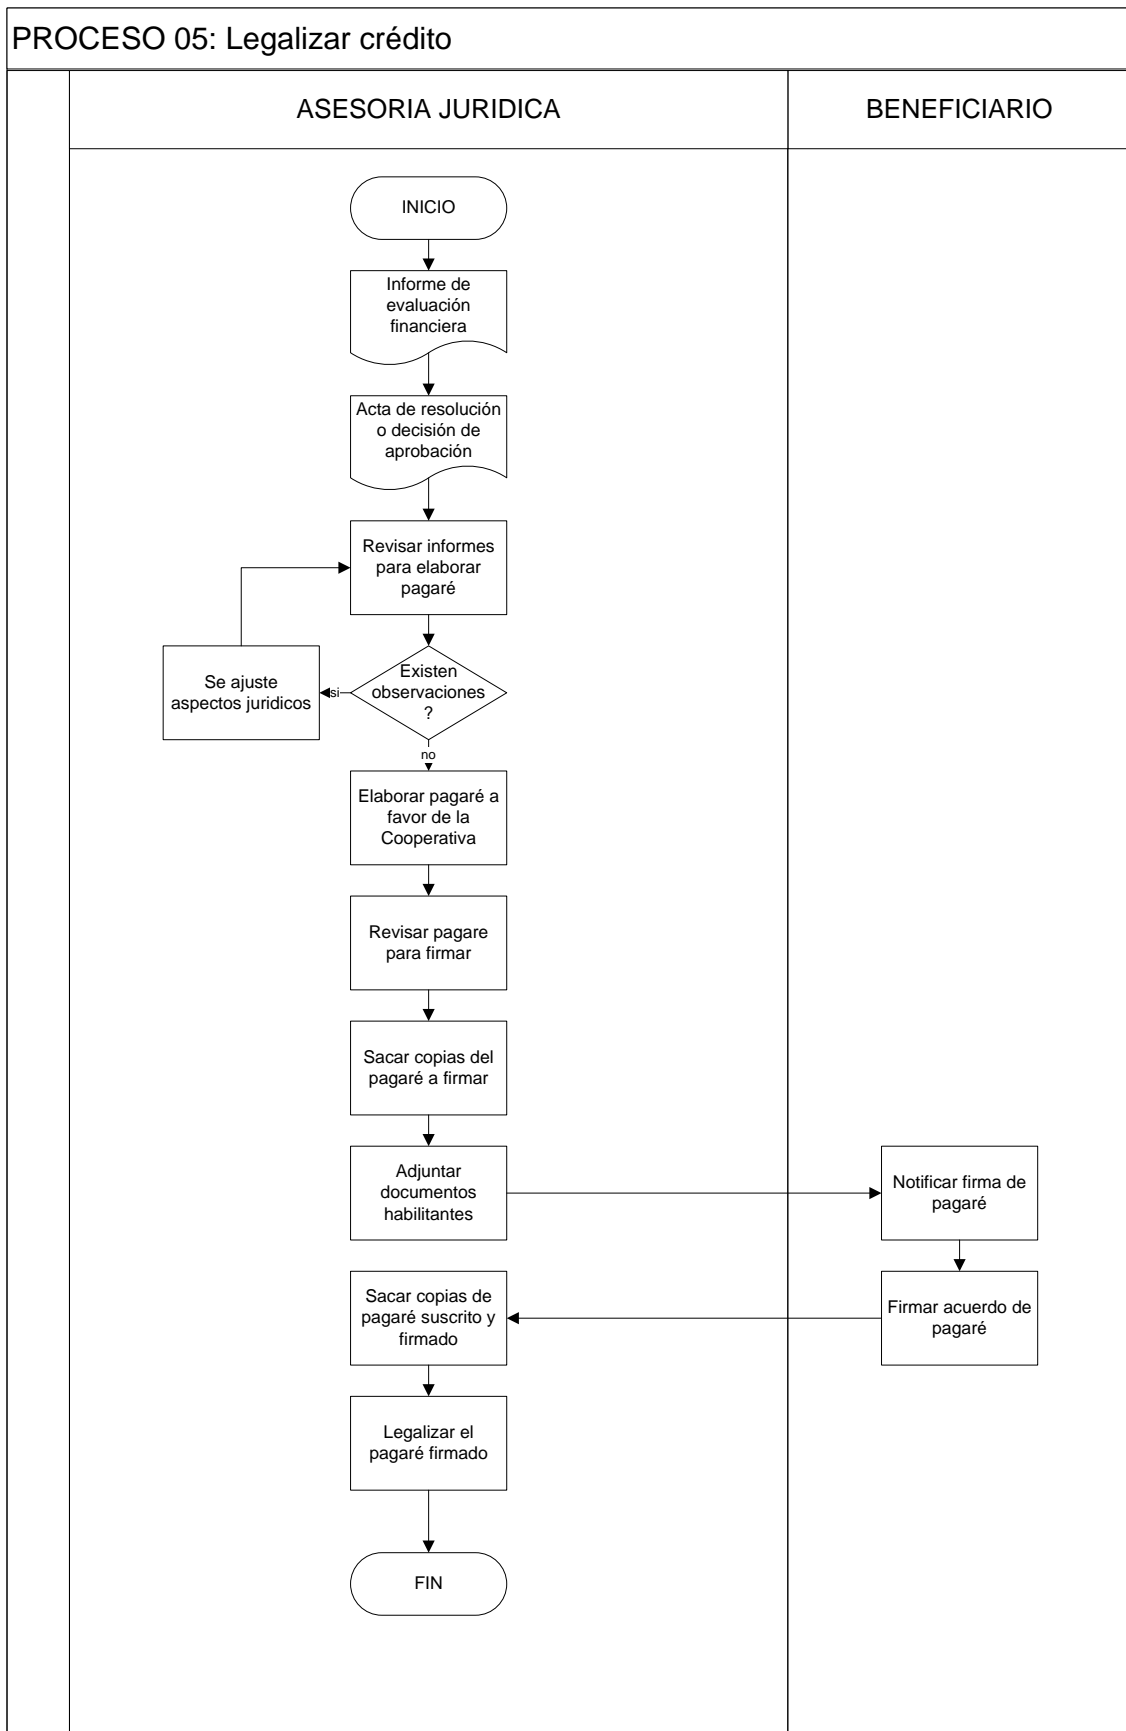 PROCESO 05: Legalizar crédito
ASESORIA JURIDICA
BENEFICIARIO
INICIO
Informe de
evaluación
financiera
Acta de resolución
o decisión de
aprobación
Revisar informes
para elaborar
pagaré
Se ajuste
aspectos juridicos
si
Existen
observaciones
?
no
Elaborar pagaré a
favor de la
Cooperativa
Revisar pagare
para firmar
Sacar copias del
pagaré a firmar
Adjuntar
documentos
habilitantes
Notificar firma de
pagaré
Firmar acuerdo de
pagaré
Sacar copias de
pagaré suscrito y
firmado
Legalizar el
pagaré firmado
FIN